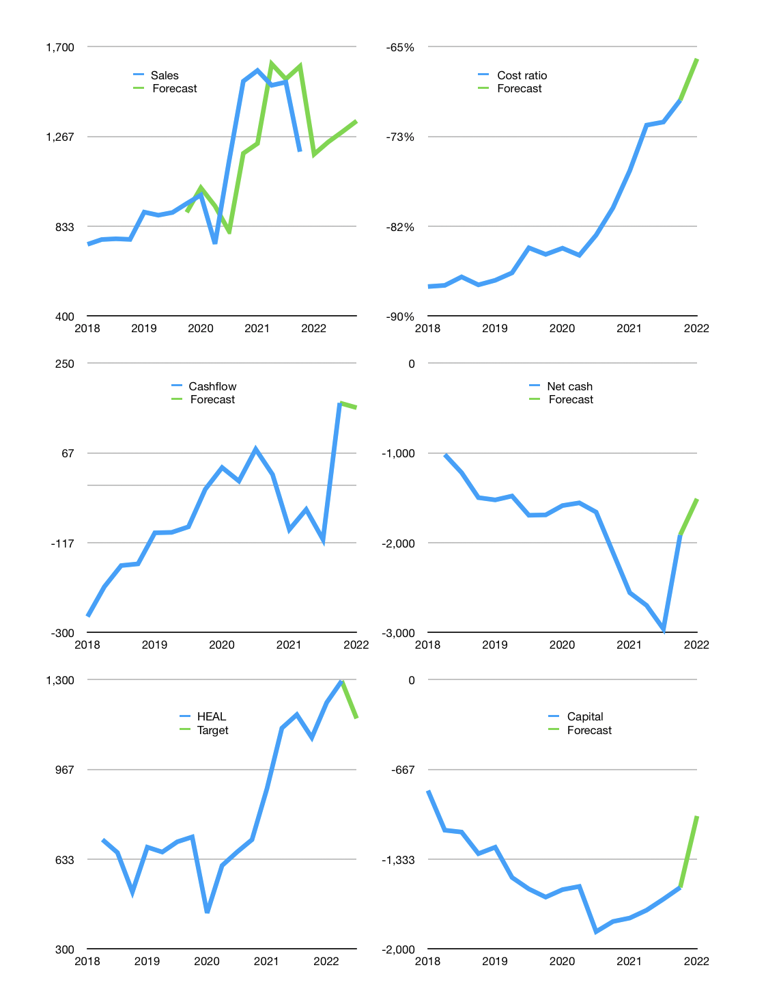 1,700
Sales
Forecast
1,267
833
400
2018 2019 2020 2021 2022
-65%
Cost ratio
Forecast
-73%
-82%
-90%
2018 2019 2020 2021 2022
250
Cashflow
Forecast
67
-117
-300
2018 2019 2020 2021 2022
0
Net cash
Forecast
-1,000
-2,000
-3,000
2018 2019 2020 2021 2022
1,300
HEAL
Target
967
633
300
2018 2019 2020 2021 2022
0
Capital
Forecast
-667
-1,333
-2,000
2018 2019 2020 2021 2022